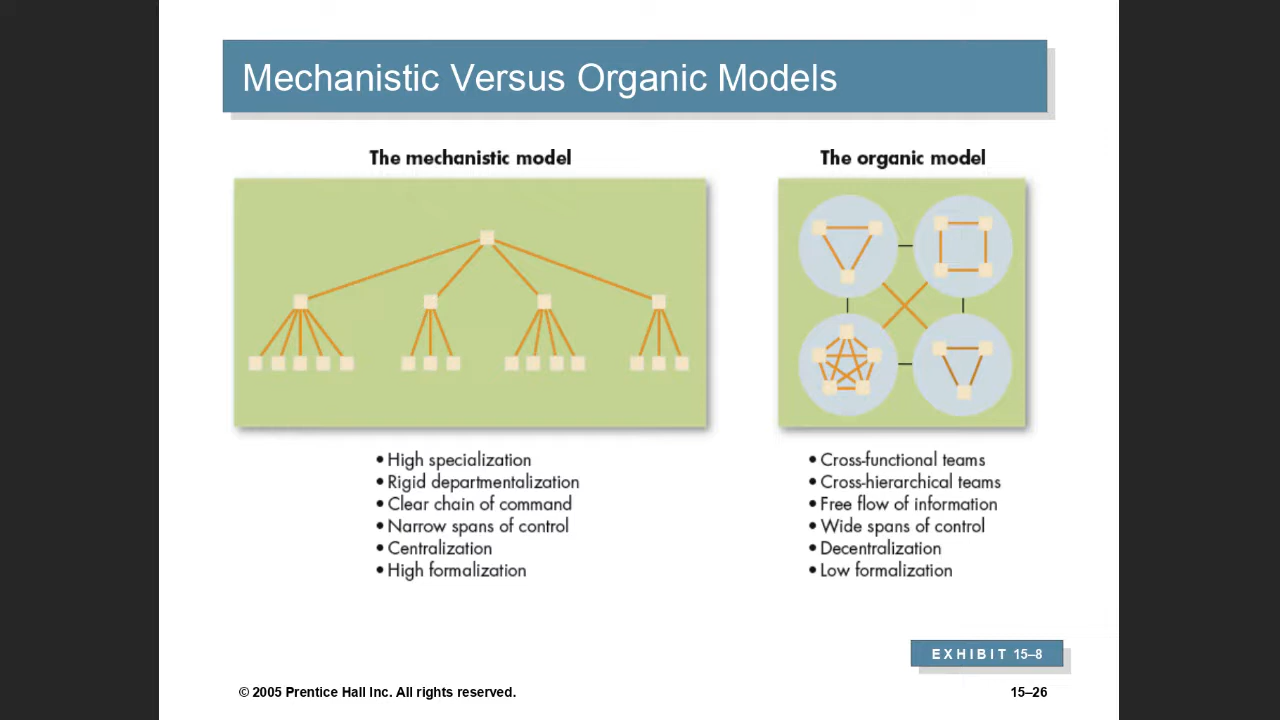 Mechanistic Versus Organic Models
The mechanistic model
• High specialization
• Rigid departmentalization
• Clear chain of command
• Narrow spans of control
• Centralization
• High formalization
The organic model
• Cross-functional teams
• Cross-hierarchical teams
• Free flow of information
• Wide spans of control
• Decentralization
• Low formalization
EXHIBIT 15–8
© 2005 Prentice Hall Inc. All rights reserved.
15–26